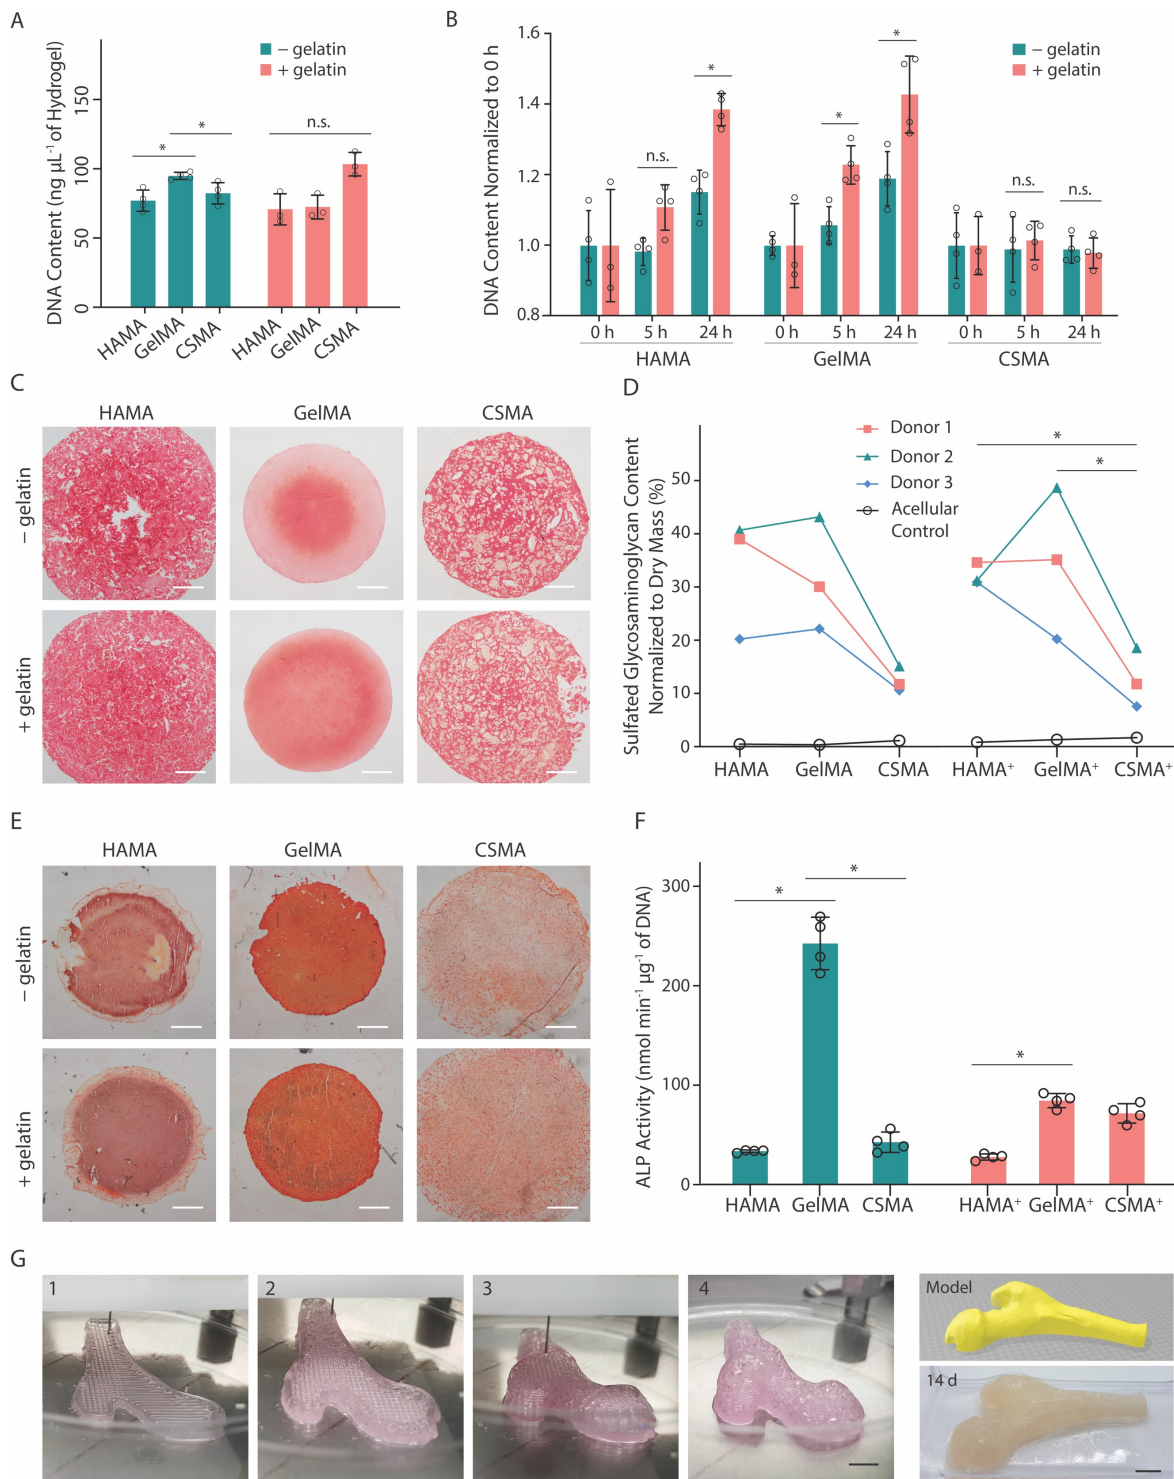 A
DNA Content (ng µL⁻¹ of Hydrogel)
150
100
50
0
− gelatin
+ gelatin
*
*
n.s.
HAMA
GelMA
CSMA
HAMA
GelMA
CSMA
B
DNA Content Normalized to 0 h
1.6
1.4
1.2
1.0
0.8
− gelatin
+ gelatin
n.s.
*
*
*
n.s.
n.s.
0 h 5 h 24 h 0 h 5 h 24 h 0 h 5 h 24 h
HAMA GelMA CSMA
C
HAMA GelMA CSMA
− gelatin
+ gelatin
D
Sulfated Glycosaminoglycan Content
Normalized to Dry Mass (%)
50
40
30
20
10
0
Donor 1
Donor 2
Donor 3
Acellular
Control
*
*
HAMA GelMA CSMA HAMA⁺ GelMA⁺ CSMA⁺
E
HAMA GelMA CSMA
− gelatin
+ gelatin
F
ALP Activity (nmol min⁻¹ µg⁻¹ of DNA)
300
200
100
0
*
*
*
HAMA GelMA CSMA HAMA⁺ GelMA⁺ CSMA⁺
G
1
2
3
4
Model
14 d